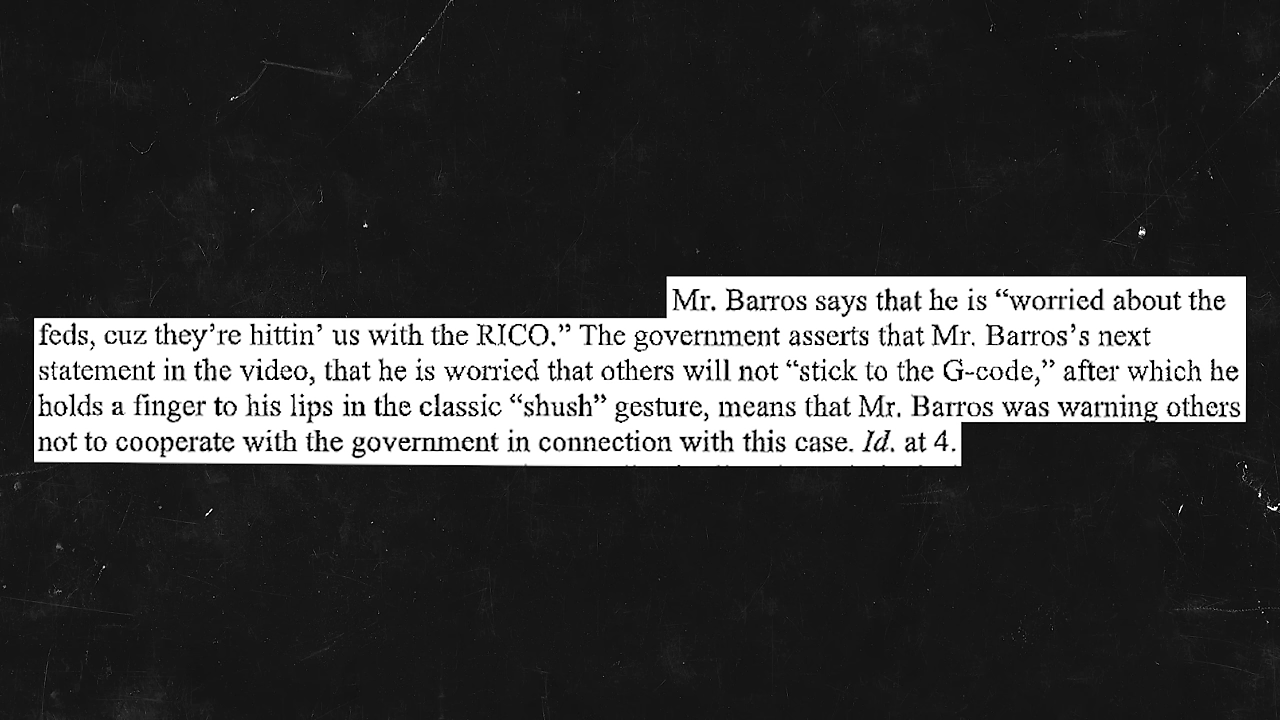 Mr. Barros says that he is “worried about the
feds, cuz they’re hittin’ us with the RICO.” The government asserts that Mr. Barros’s next
statement in the video, that he is worried that others will not “stick to the G-code,” after which he
holds a finger to his lips in the classic “shush” gesture, means that Mr. Barros was warning others
not to cooperate with the government in connection with this case. Id. at 4.